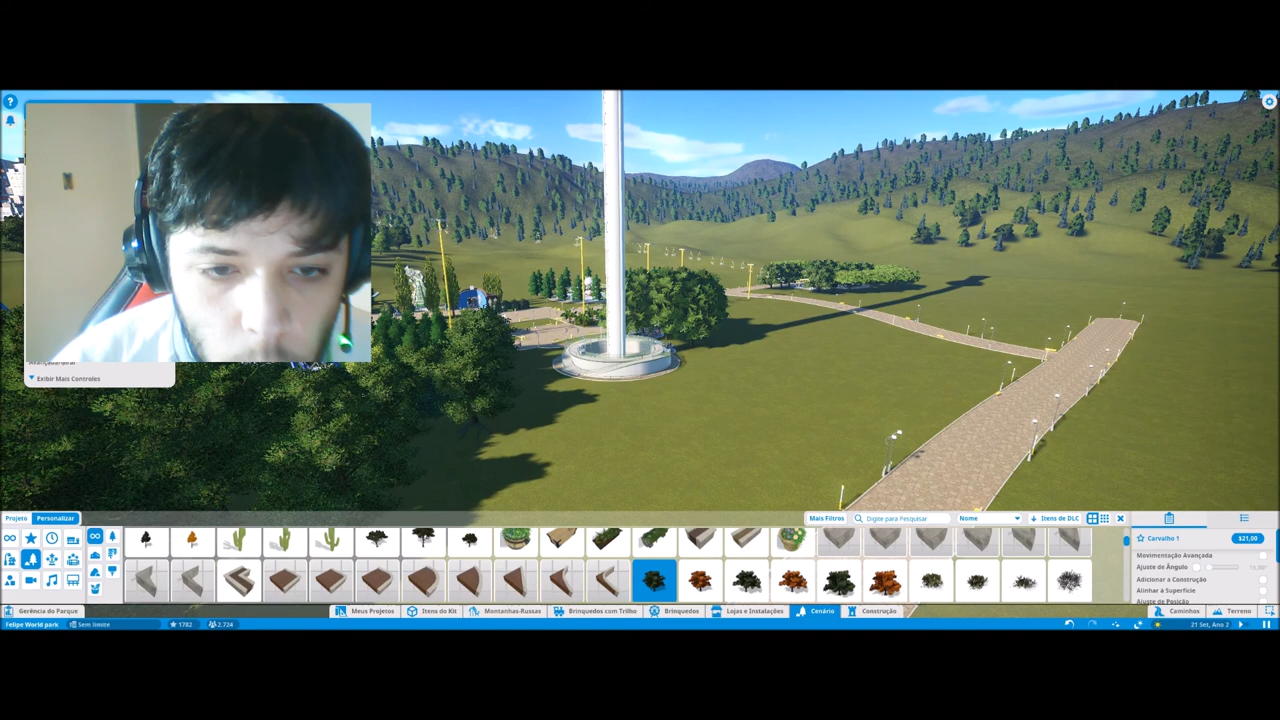 ?
Exibir Mais Controles
Projeto
Personalizar
Mais Filtros
Digite para Pesquisar
Nome
Itens de DLC
Carvalho 1
$21,00
Movimentação Avançada
Ajuste de Ângulo
Adicionar a Construção
Alinhar à Superfície
Ajuste de Posição
Gerência do Parque
Meus Projetos
Itens do Kit
Montanhas-Russas
Brinquedos com Trilho
Brinquedos
Lojas e Instalações
Cenário
Construção
Caminhos
Terreno
Felipe World park
Sem limite
1782
2.724
21 Set, Ano 2